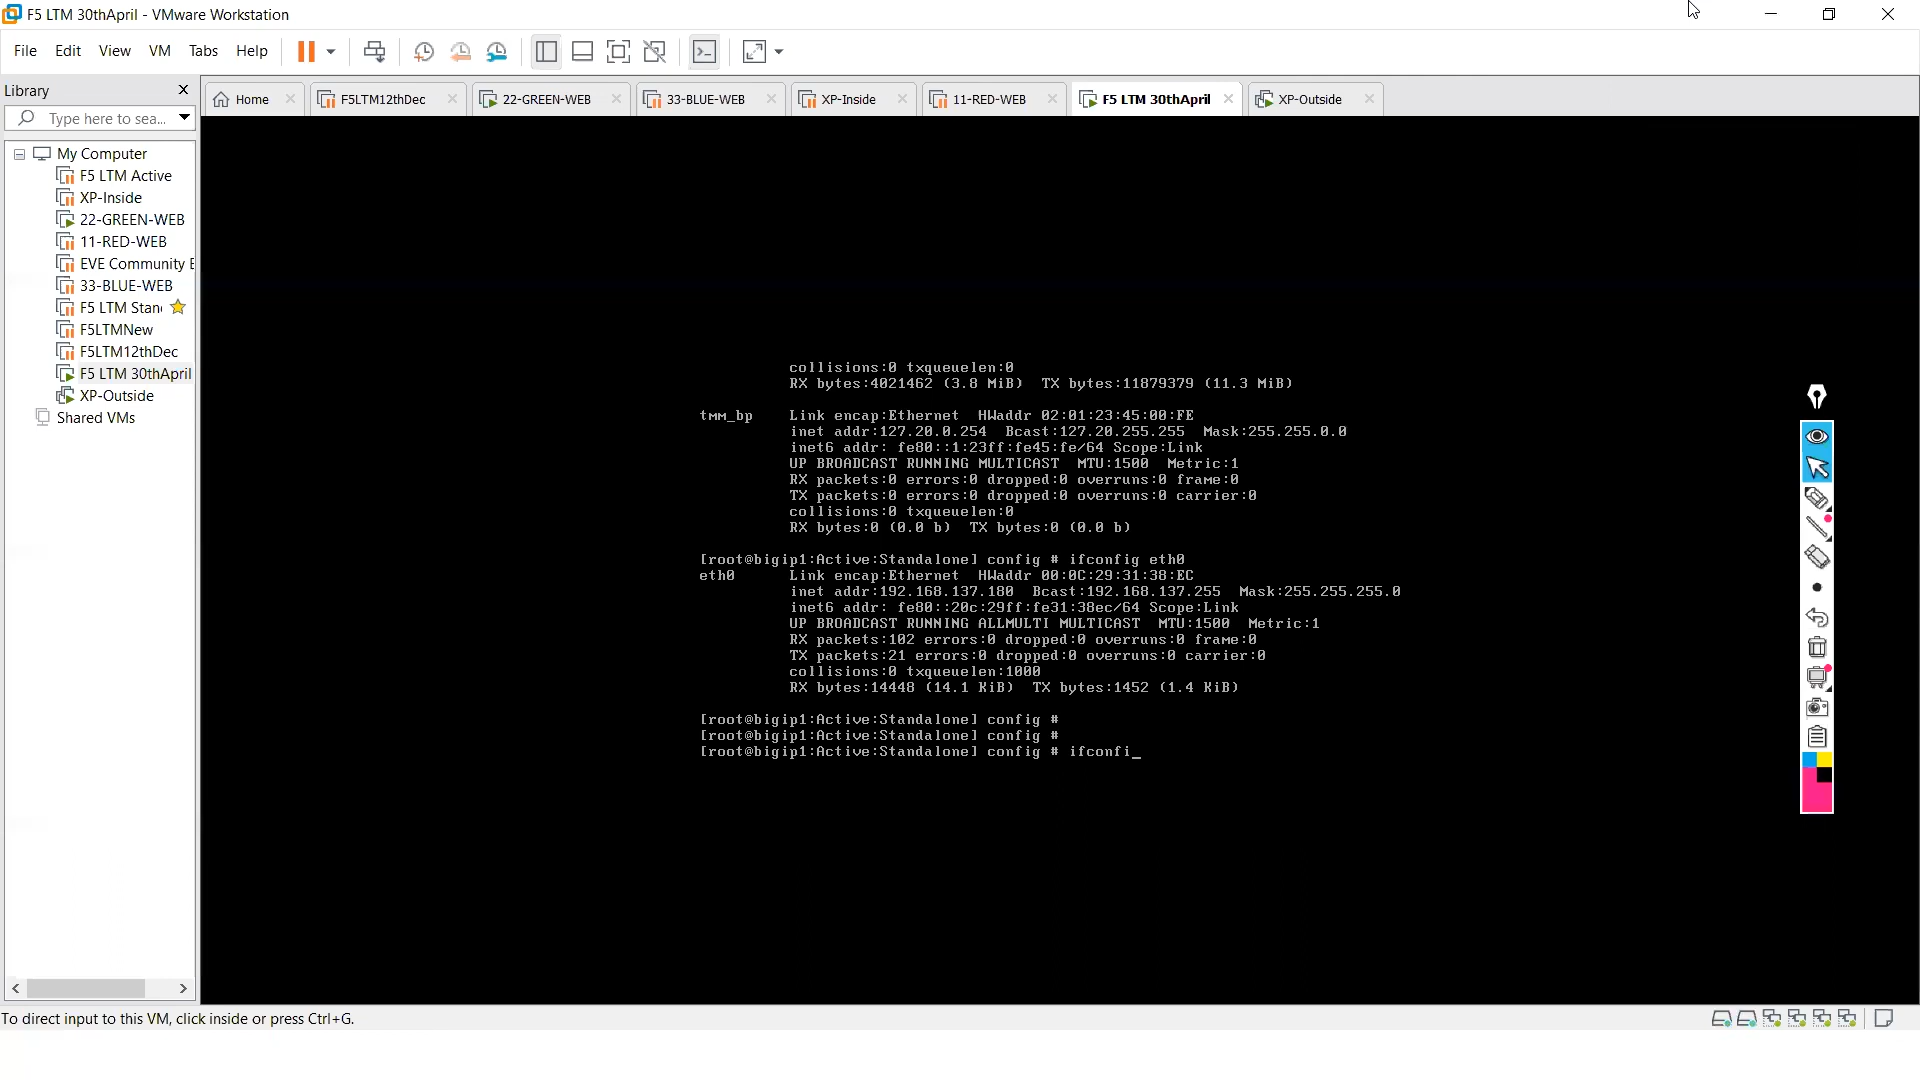 F5 LTM 30thApril - VMware Workstation
File Edit View VM Tabs Help
Library
Type here to sea...
Home
F5LTM12thDec
22-GREEN-WEB
33-BLUE-WEB
XP-Inside
11-RED-WEB
F5 LTM 30thApril
XP-Outside
My Computer
F5 LTM Active
XP-Inside
22-GREEN-WEB
11-RED-WEB
EVE Community E
33-BLUE-WEB
F5 LTM Stan
F5LTMNew
F5LTM12thDec
F5 LTM 30thApril
XP-Outside
Shared VMs
collisions:0 txqueuelen:0
RX bytes:4021462 (3.8 MiB) TX bytes:11879379 (11.3 MiB)
tmm_bp Link encap:Ethernet HWaddr 02:01:23:45:00:FE
inet addr:127.20.0.254 Bcast:127.20.255.255 Mask:255.255.0.0
inet6 addr: fe80::1:23ff:fe45:fe/64 Scope:Link
UP BROADCAST RUNNING MULTICAST MTU:1500 Metric:1
RX packets:0 errors:0 dropped:0 overruns:0 frame:0
TX packets:0 errors:0 dropped:0 overruns:0 carrier:0
collisions:0 txqueuelen:0
RX bytes:0 (0.0 b) TX bytes:0 (0.0 b)
[root@bigip1:Active:Standalone] config # ifconfig eth0
eth0 Link encap:Ethernet HWaddr 00:0C:29:31:38:EC
inet addr:192.168.137.180 Bcast:192.168.137.255 Mask:255.255.255.0
inet6 addr: fe80::20c:29ff:fe31:38ec/64 Scope:Link
UP BROADCAST RUNNING ALLMULTI MULTICAST MTU:1500 Metric:1
RX packets:102 errors:0 dropped:0 overruns:0 frame:0
TX packets:21 errors:0 dropped:0 overruns:0 carrier:0
collisions:0 txqueuelen:1000
RX bytes:14448 (14.1 KiB) TX bytes:1452 (1.4 KiB)
[root@bigip1:Active:Standalone] config #
[root@bigip1:Active:Standalone] config #
[root@bigip1:Active:Standalone] config # ifconfi_
To direct input to this VM, click inside or press Ctrl+G.